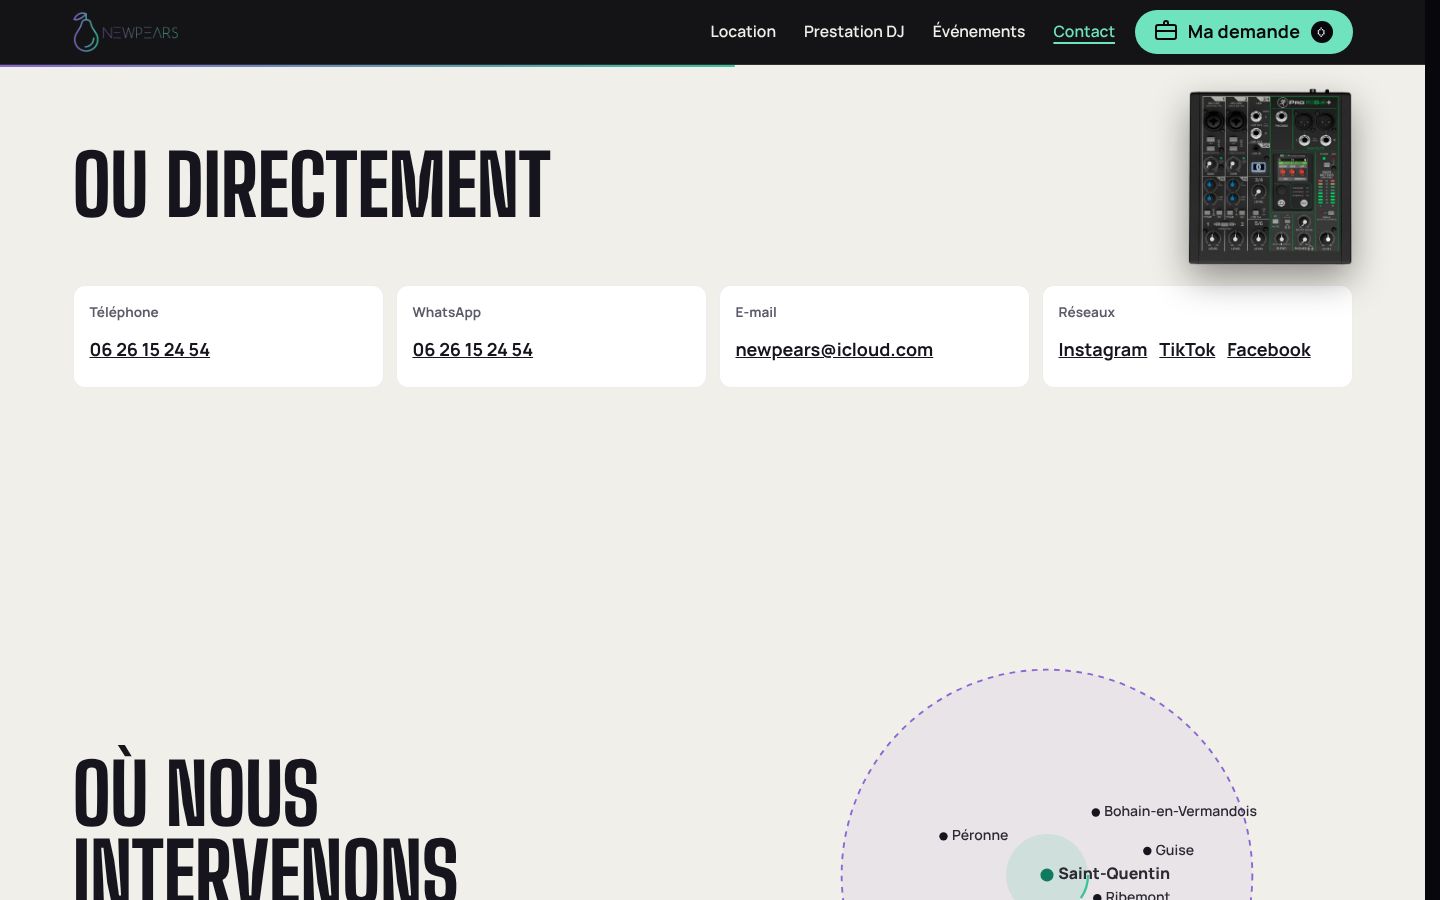 NEWPEARS
Location Prestation DJ Événements Contact Ma demande
OU DIRECTEMENT
Téléphone
06 26 15 24 54
WhatsApp
06 26 15 24 54
E-mail
newpears@icloud.com
Réseaux
Instagram TikTok Facebook
OÙ NOUS
INTERVENONS
Bohain-en-Vermandois
Péronne
Guise
Saint-Quentin
Ribemont